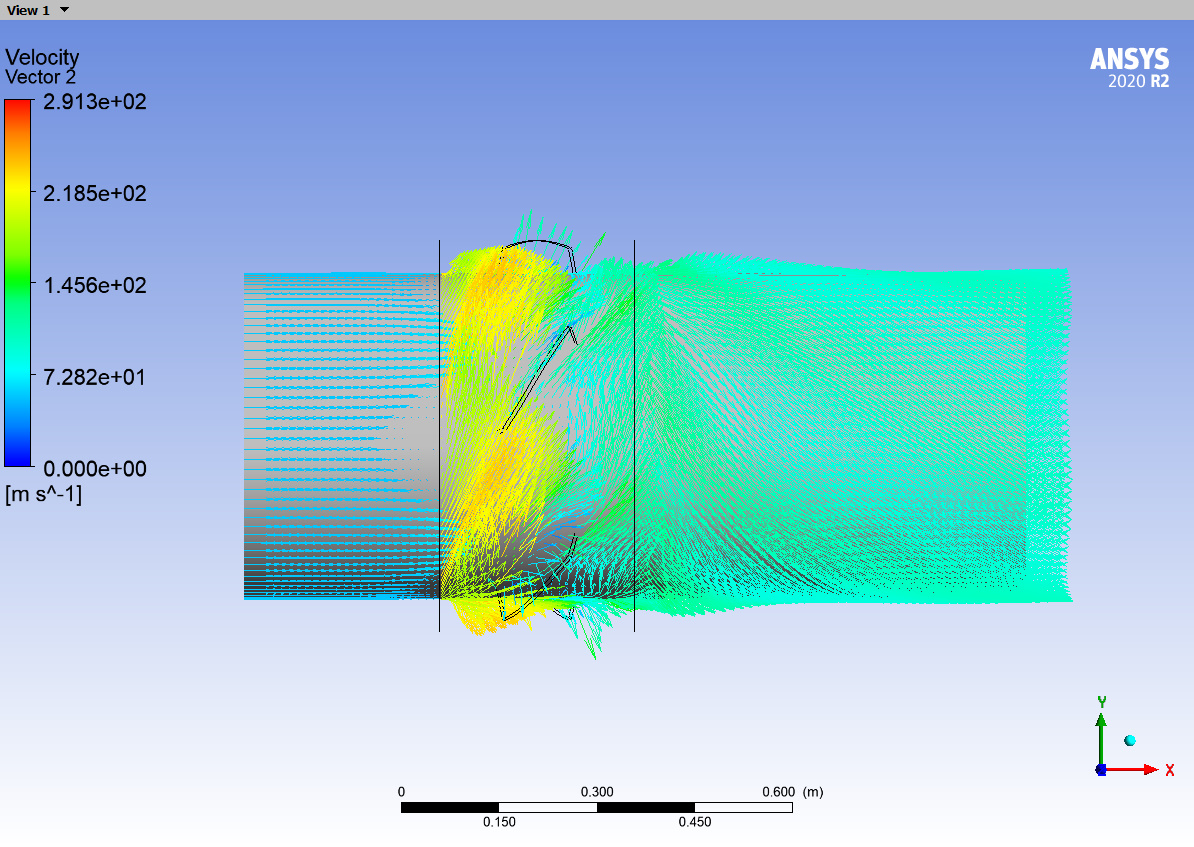 View 1
Velocity
Vector 2
2.913e+02
2.185e+02
1.456e+02
7.282e+01
0.000e+00
[m s^-1]
ANSYS
2020 R2
Y
X
0 0.300 0.600 (m)
0.150 0.450